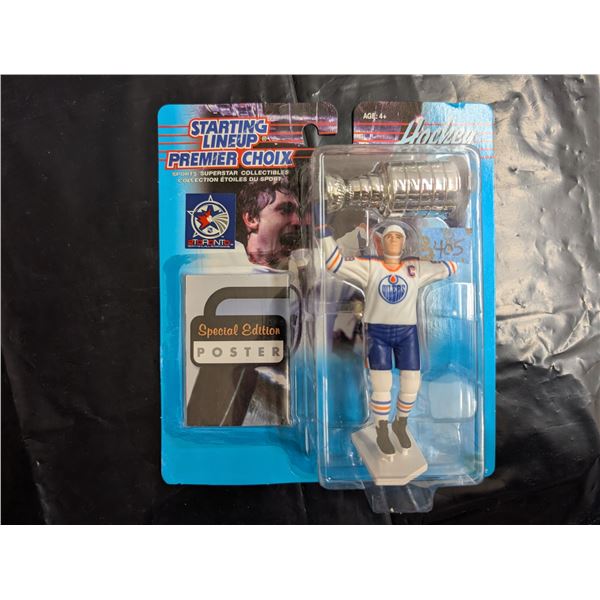 STARTING
LINEUP
PREMIER CHOIX
SPORTS SUPERSTAR COLLECTIBLES
COLLECTION ÉTOILES DU SPORT
AGE: 4+
Hockey
TORONTO
Special Edition
POSTER
C
OILERS